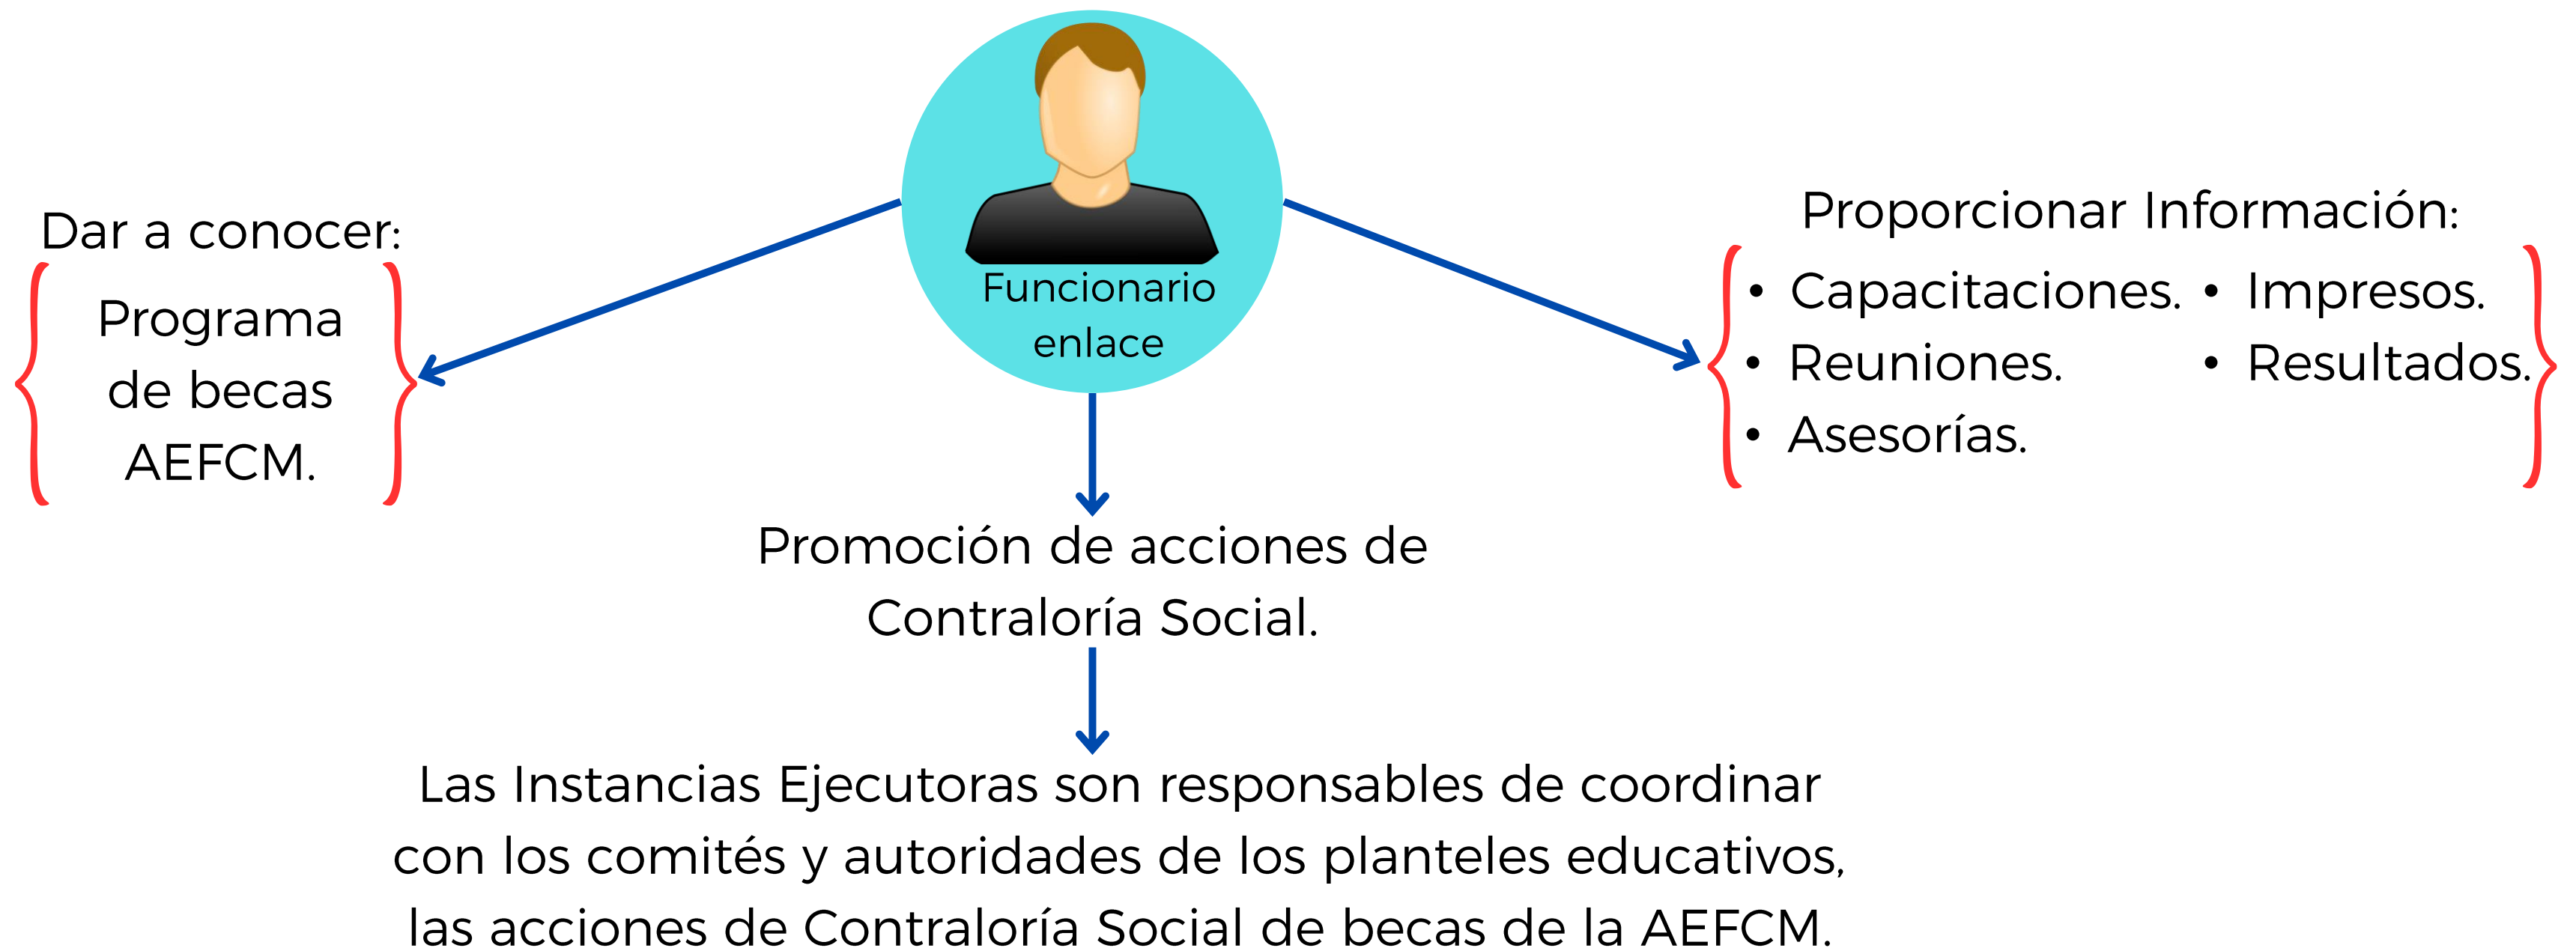 Funcionario
enlace
Dar a conocer:
Programa
de becas
AEFCM.
Proporcionar Información:
• Capacitaciones.
• Reuniones.
• Asesorías.
• Impresos.
• Resultados.
Promoción de acciones de
Contraloría Social.
Las Instancias Ejecutoras son responsables de coordinar
con los comités y autoridades de los planteles educativos,
las acciones de Contraloría Social de becas de la AEFCM.